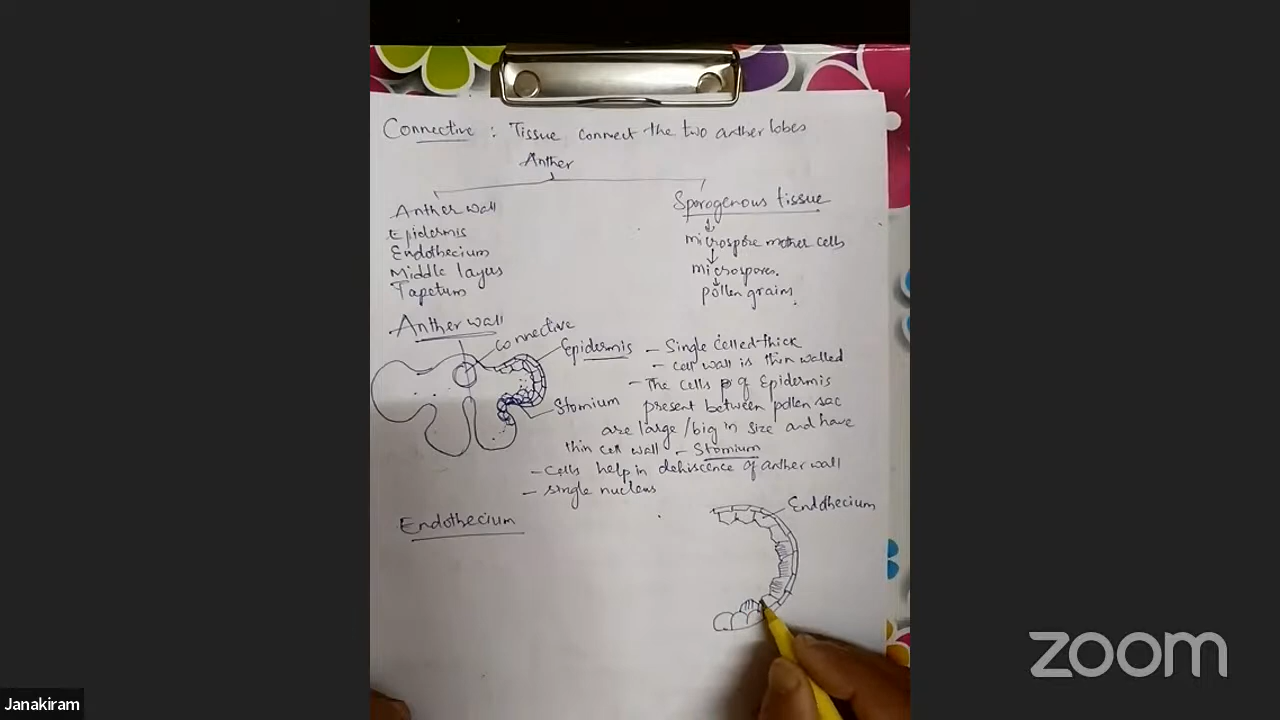 Connective : Tissue connect the two anther lobes
Anther
Anther wall
Epidermis
Endothecium
Middle layers
Tapetum
Sporogenous tissue
microspore mother cells
microspores.
pollen grains.
Anther wall
Connective
Epidermis - Single celled thick
- cell wall is thin walled
- The cells of Epidermis
present between pollen sac
are large / big in size and have
thin cell wall - Stomium
Stomium
- Cells help in dehiscence of anther wall
- single nucleus
Endothecium
Endothecium
zoom
Janakiram